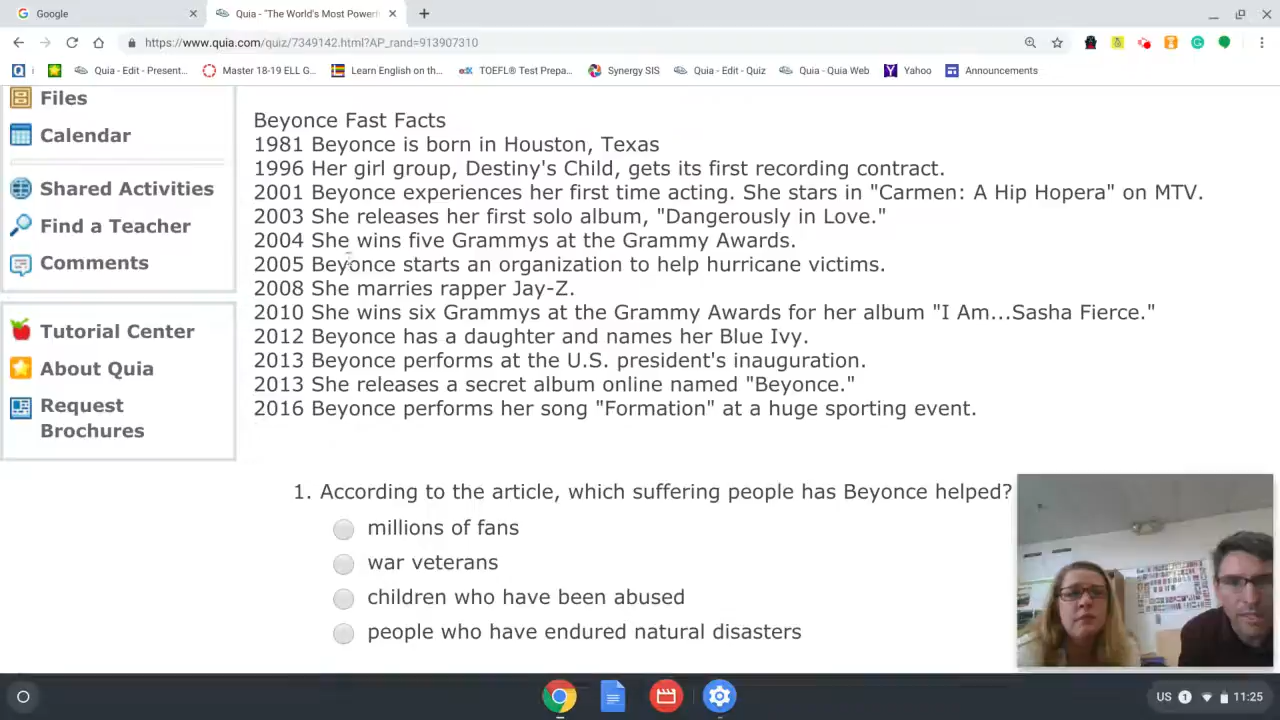 Google
Quia - "The World's Most Powerf
https://www.quia.com/quiz/7349142.html?AP_rand=913907310
i
Quia - Edit - Present...
Master 18-19 ELL G...
Learn English on th...
TOEFL® Test Prepa...
Synergy SIS
Quia - Edit - Quiz
Quia - Quia Web
Yahoo
Announcements
Files
Calendar
Shared Activities
Find a Teacher
Comments
Tutorial Center
About Quia
Request
Brochures
Beyonce Fast Facts
1981 Beyonce is born in Houston, Texas
1996 Her girl group, Destiny's Child, gets its first recording contract.
2001 Beyonce experiences her first time acting. She stars in "Carmen: A Hip Hopera" on MTV.
2003 She releases her first solo album, "Dangerously in Love."
2004 She wins five Grammys at the Grammy Awards.
2005 Beyonce starts an organization to help hurricane victims.
2008 She marries rapper Jay-Z.
2010 She wins six Grammys at the Grammy Awards for her album "I Am...Sasha Fierce."
2012 Beyonce has a daughter and names her Blue Ivy.
2013 Beyonce performs at the U.S. president's inauguration.
2013 She releases a secret album online named "Beyonce."
2016 Beyonce performs her song "Formation" at a huge sporting event.
1. According to the article, which suffering people has Beyonce helped?
millions of fans
war veterans
children who have been abused
people who have endured natural disasters
US 1 11:25